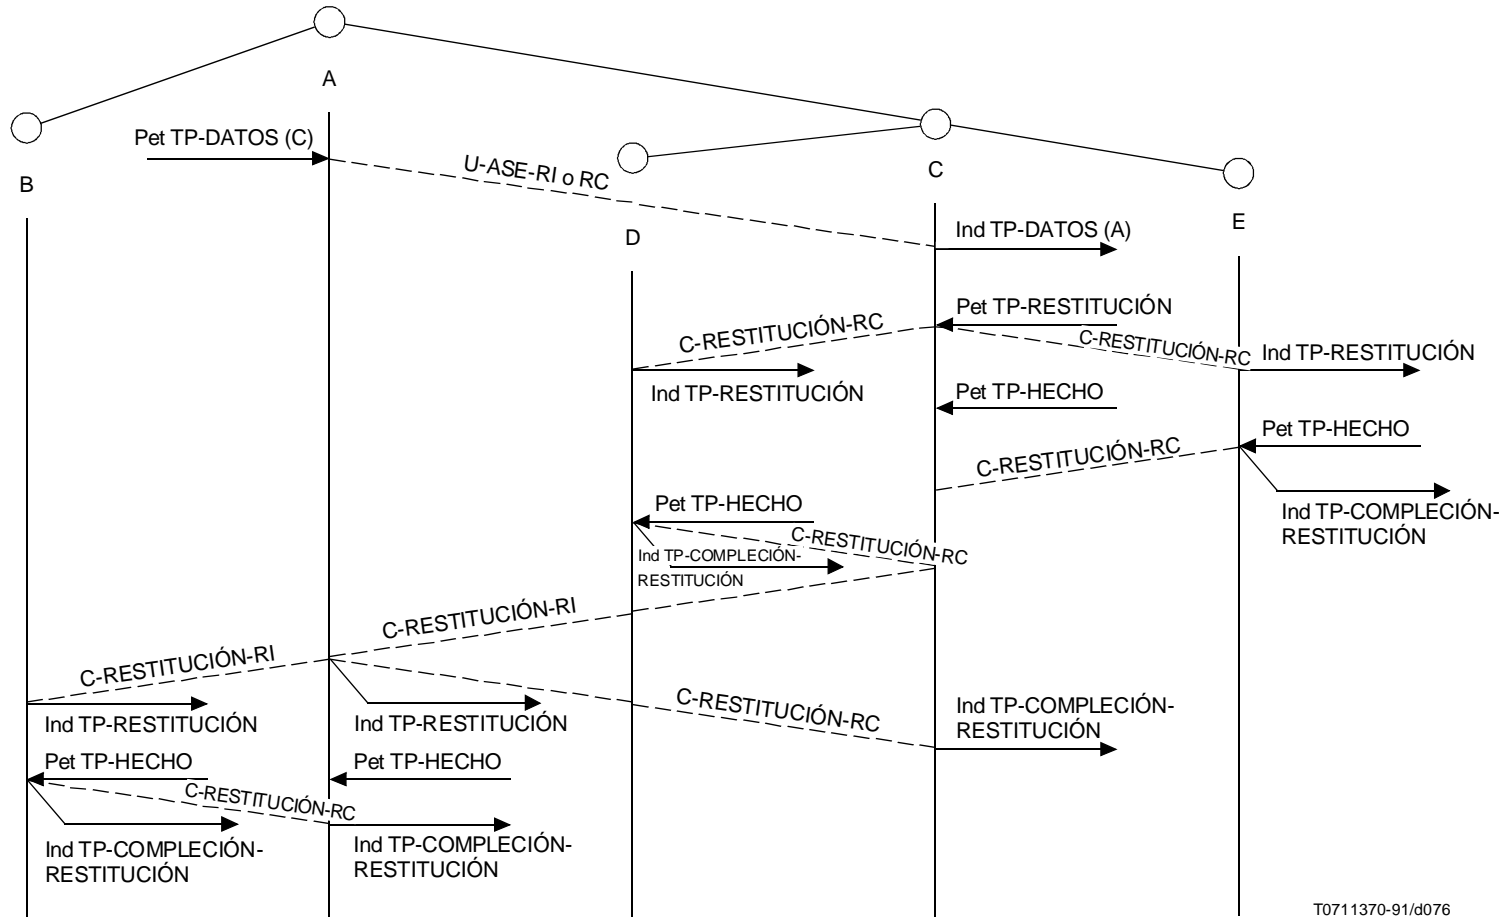 A
Pet TP-DATOS (C)
U-ASE-RI o RC
B
C
D
E
Ind TP-DATOS (A)
Pet TP-RESTITUCIÓN
C-RESTITUCIÓN-RC
C-RESTITUCIÓN-RC
Ind TP-RESTITUCIÓN
Ind TP-RESTITUCIÓN
Pet TP-HECHO
Pet TP-HECHO
C-RESTITUCIÓN-RC
Pet TP-HECHO
Ind TP-COMPLECIÓN-
RESTITUCIÓN
C-RESTITUCIÓN-RC
Ind TP-COMPLECIÓN-
RESTITUCIÓN
C-RESTITUCIÓN-RI
C-RESTITUCIÓN-RI
C-RESTITUCIÓN-RC
Ind TP-COMPLECIÓN-
RESTITUCIÓN
Ind TP-RESTITUCIÓN
Ind TP-RESTITUCIÓN
Pet TP-HECHO
Pet TP-HECHO
C-RESTITUCIÓN-RC
Ind TP-COMPLECIÓN-
RESTITUCIÓN
Ind TP-COMPLECIÓN-
RESTITUCIÓN
T0711370-91/d076